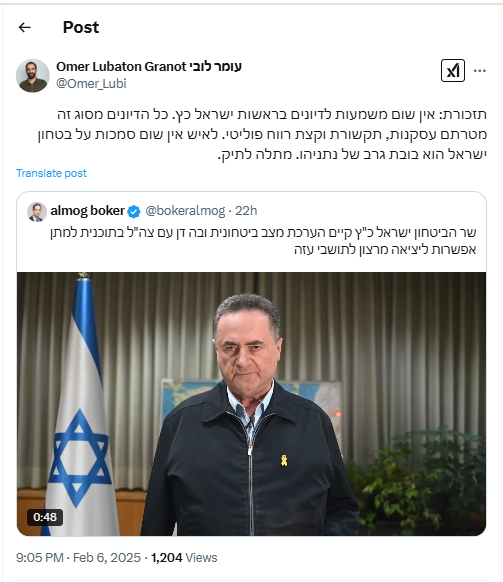 Post
Omer Lubaton Granot עומר לובי
@Omer_Lubi
תזכורת: אין שום משמעות לדיונים בראשות ישראל כץ. כל הדיונים מסוג זה
מטרתם עסקנות, תקשורת וקצת רווח פוליטי. לאיש אין שום סמכות על בטחון
ישראל הוא בובת גרב של נתניהו. מתלה לתיק.
Translate post
almog boker @bokeralmog · 22h
שר הביטחון ישראל כ"ץ קיים הערכת מצב ביטחונית ובה דן עם צה"ל בתוכנית למתן
אפשרות ליציאה מרצון לתושבי עזה
0:48
9:05 PM · Feb 6, 2025 · 1,204 Views